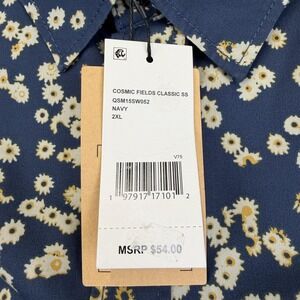 COSMIC FIELDS CLASSIC SS
QSM15SW052
NAVY
2XL
V75
1 97917 17101 2
MSRP $54.00